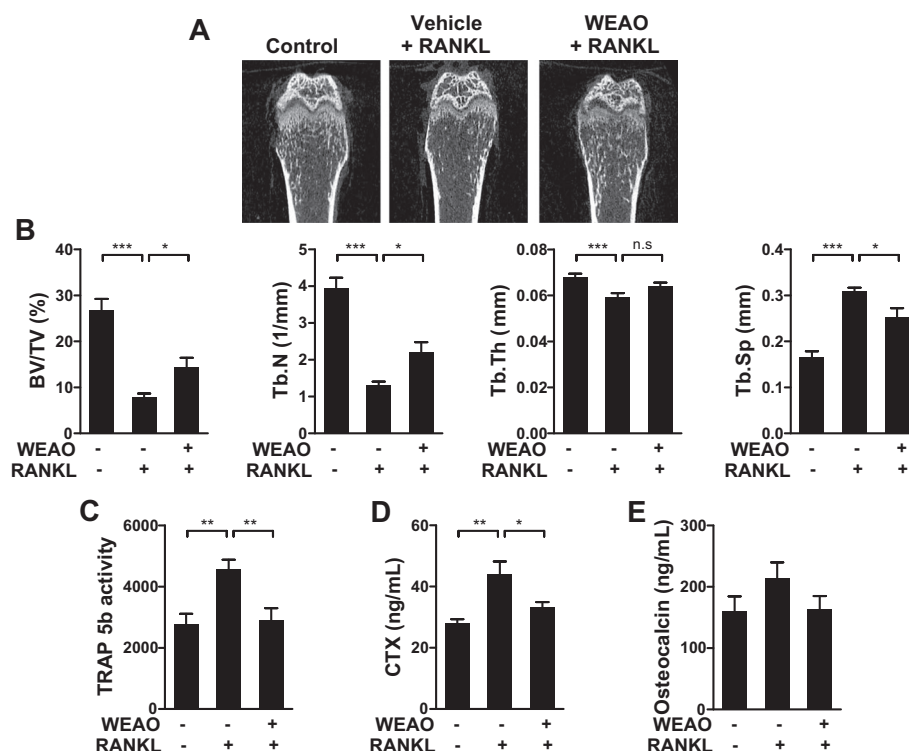 A
Control
Vehicle
+ RANKL
WEAO
+ RANKL
B
BV/TV (%)
40
30
20
10
0
*** *
WEAO - - +
RANKL - + +
Tb.N (1/mm)
5
4
3
2
1
0
*** *
WEAO - - +
RANKL - + +
Tb.Th (mm)
0.08
0.06
0.04
0.02
0.00
*** n.s
WEAO - - +
RANKL - + +
Tb.Sp (mm)
0.4
0.3
0.2
0.1
0.0
*** *
WEAO - - +
RANKL - + +
C
TRAP 5b activity
6000
4000
2000
0
** **
WEAO - - +
RANKL - + +
D
CTX (ng/mL)
60
40
20
0
** *
WEAO - - +
RANKL - + +
E
Osteocalcin (ng/mL)
300
200
100
0
WEAO - - +
RANKL - + +